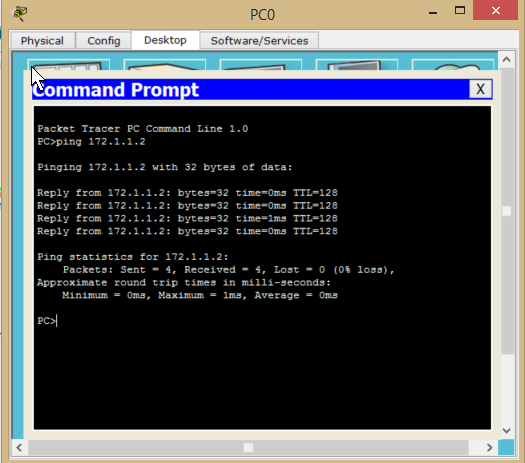 PC0
Physical Config Desktop Software/Services
Command Prompt X
Packet Tracer PC Command Line 1.0
PC>ping 172.1.1.2
Pinging 172.1.1.2 with 32 bytes of data:
Reply from 172.1.1.2: bytes=32 time=0ms TTL=128
Reply from 172.1.1.2: bytes=32 time=0ms TTL=128
Reply from 172.1.1.2: bytes=32 time=1ms TTL=128
Reply from 172.1.1.2: bytes=32 time=0ms TTL=128
Ping statistics for 172.1.1.2:
    Packets: Sent = 4, Received = 4, Lost = 0 (0% loss),
Approximate round trip times in milli-seconds:
    Minimum = 0ms, Maximum = 1ms, Average = 0ms
PC>